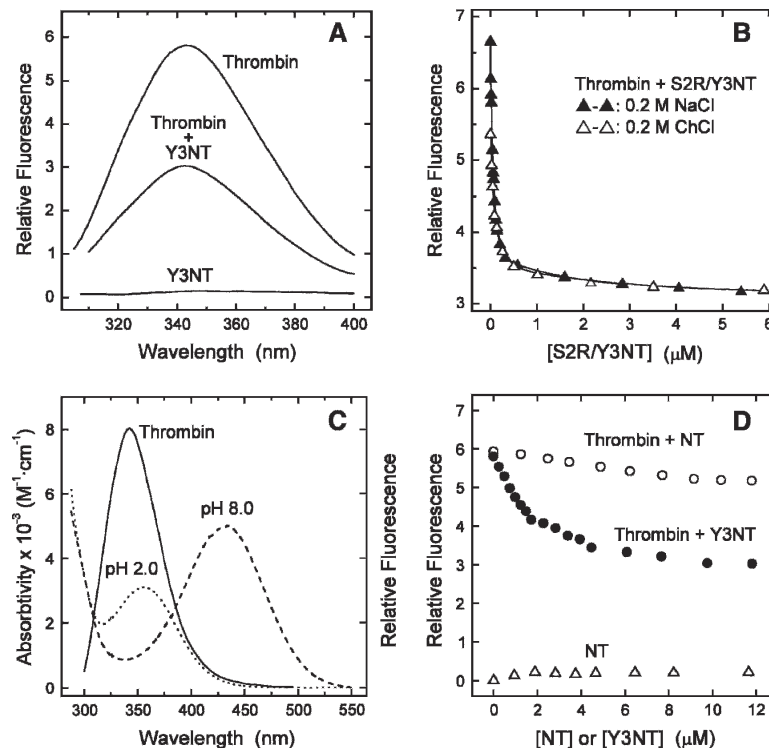 A
Relative Fluorescence
6
5
4
3
2
1
0
Thrombin
Thrombin
+
Y3NT
Y3NT
320 340 360 380 400
Wavelength (nm)
B
Relative Fluorescence
7
6
5
4
3
Thrombin + S2R/Y3NT
▲-▲: 0.2 M NaCl
△-△: 0.2 M ChCl
0 1 2 3 4 5 6
[S2R/Y3NT] (μM)
C
Absorbtivity x 10⁻³ (M⁻¹·cm⁻¹)
10
8
6
4
2
0
Thrombin
pH 8.0
pH 2.0
300 350 400 450 500 550
Wavelength (nm)
Relative Fluorescence
D
Relative Fluorescence
7
6
5
4
3
2
1
0
Thrombin + NT
Thrombin + Y3NT
NT
0 2 4 6 8 10 12
[NT] or [Y3NT] (μM)